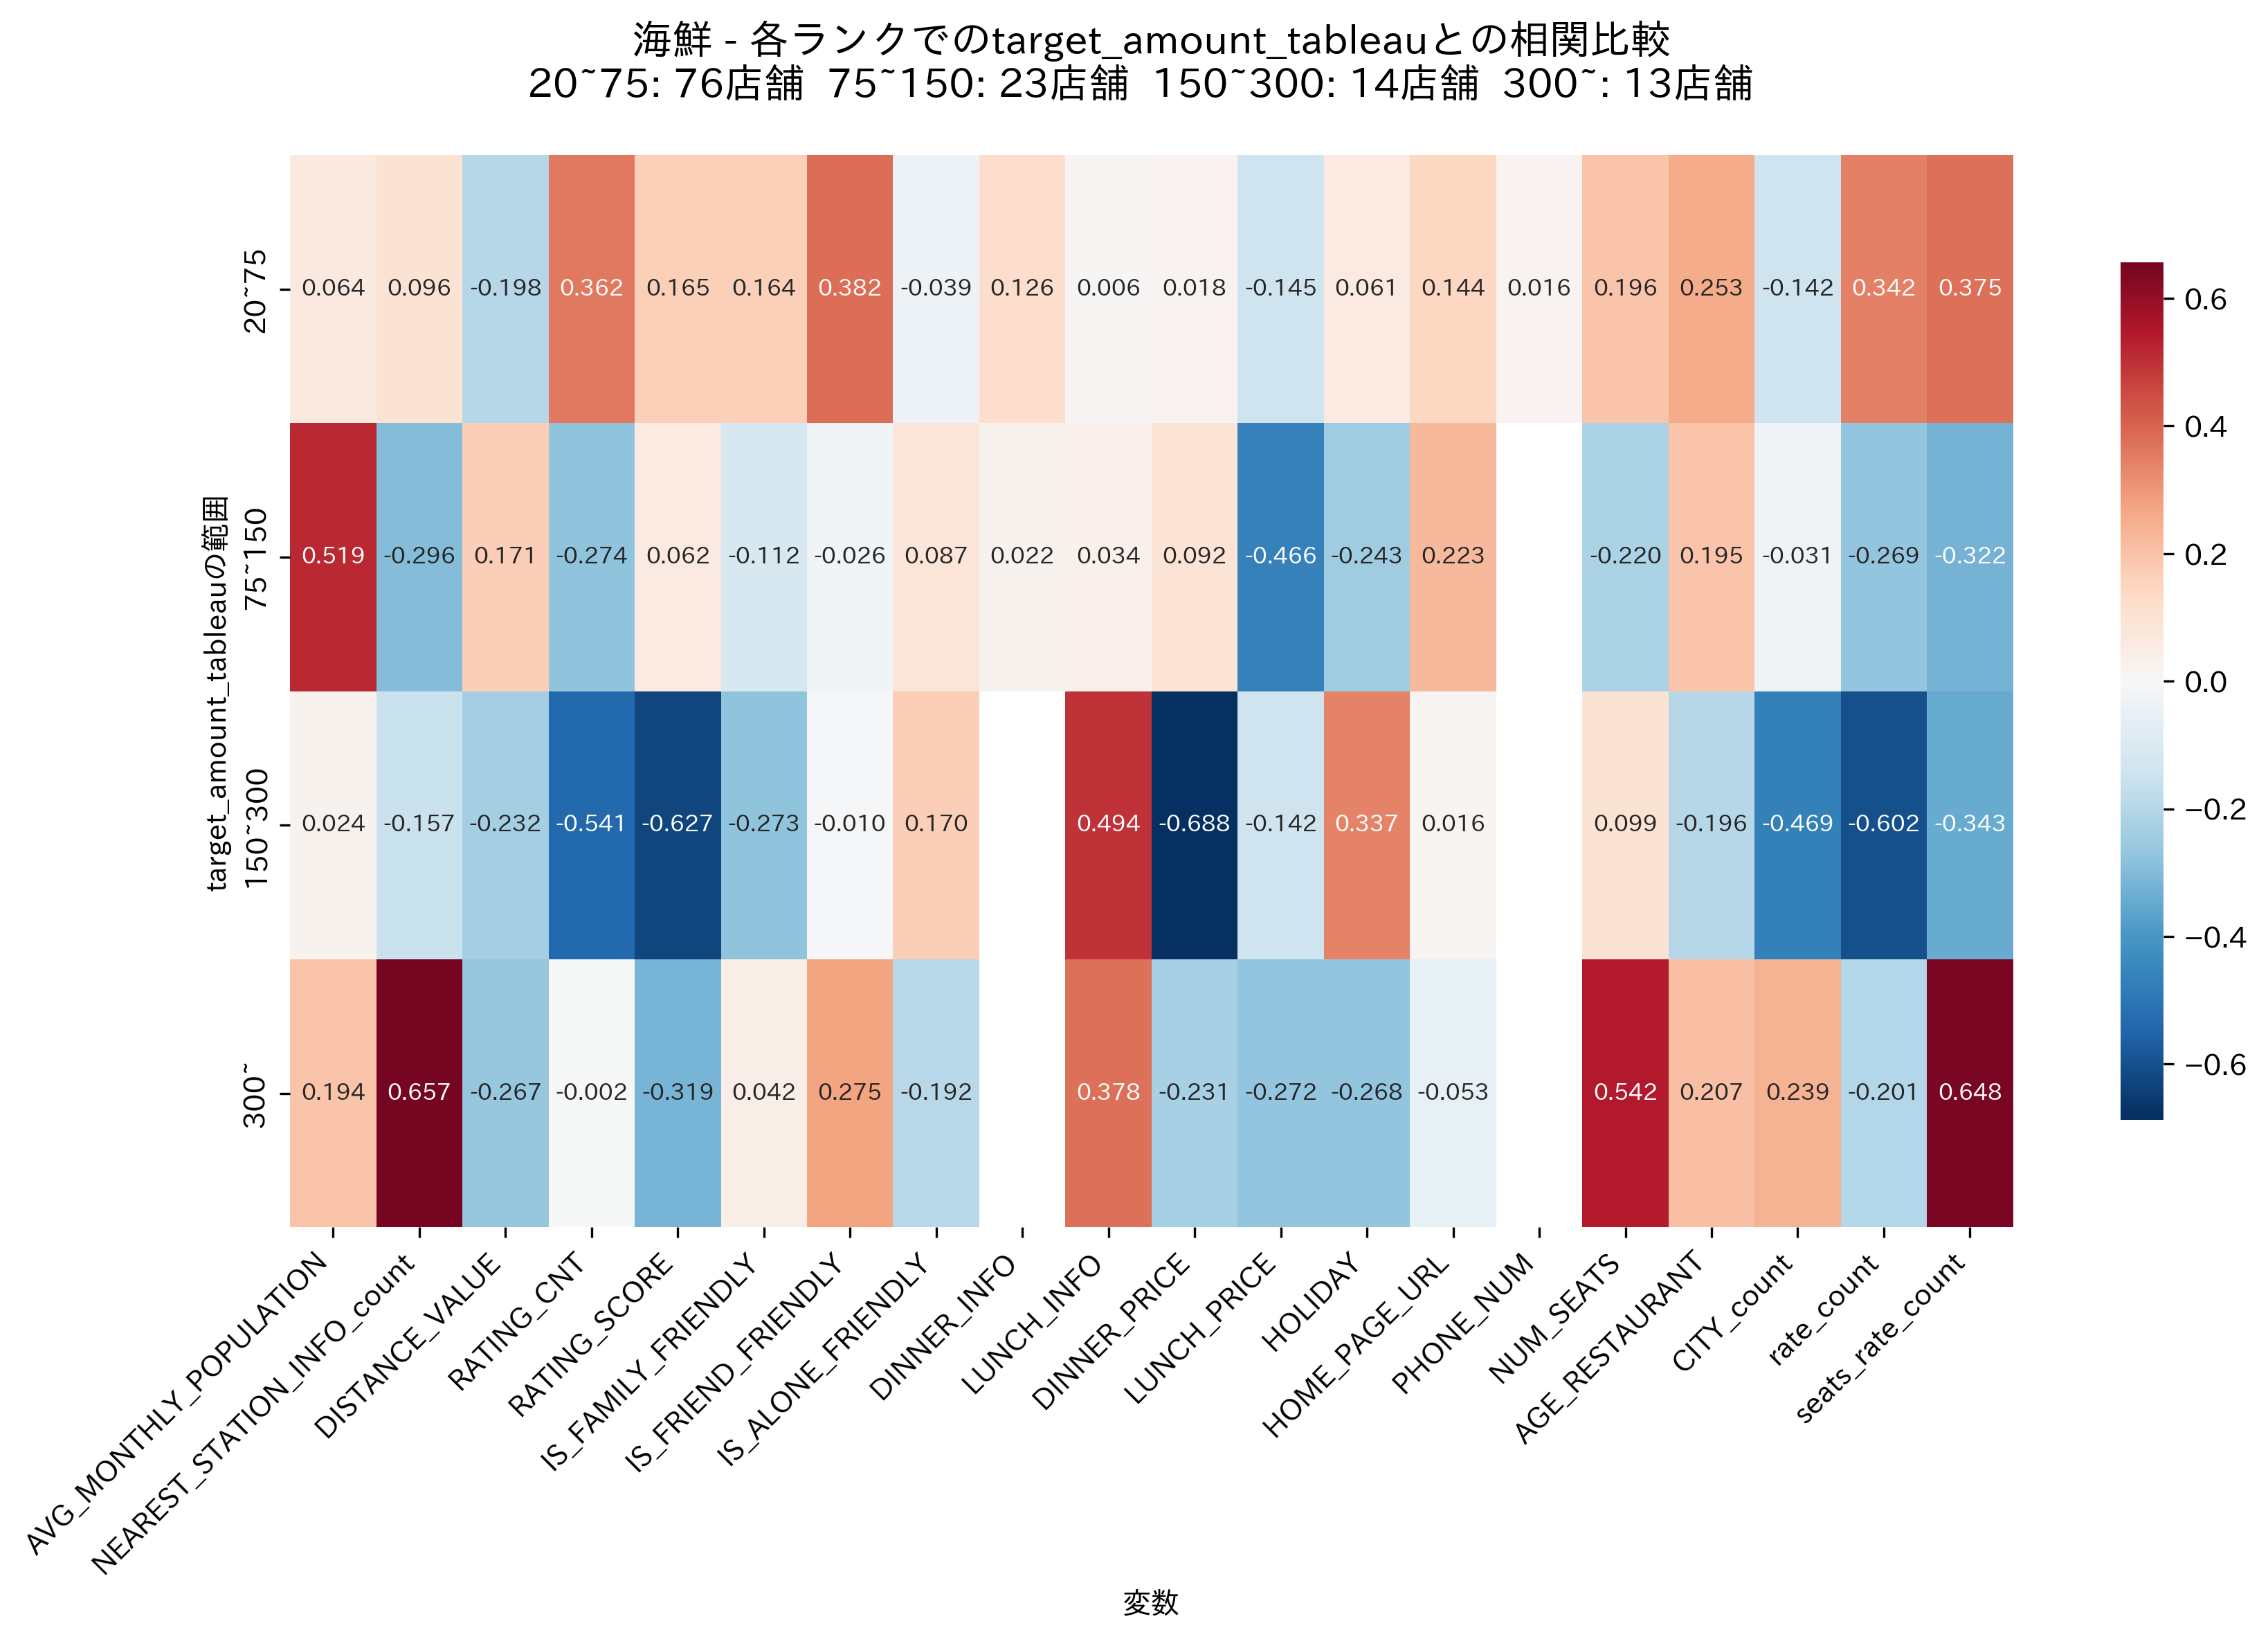 海鮮 - 各ランクでのtarget_amount_tableauとの相関比較
20~75: 76店舗  75~150: 23店舗  150~300: 14店舗  300~: 13店舗
target_amount_tableauの範囲
20~75
0.064 0.096 -0.198 0.362 0.165 0.164 0.382 -0.039 0.126 0.006 0.018 -0.145 0.061 0.144 0.016 0.196 0.253 -0.142 0.342 0.375
75~150
0.519 -0.296 0.171 -0.274 0.062 -0.112 -0.026 0.087 0.022 0.034 0.092 -0.466 -0.243 0.223 -0.220 0.195 -0.031 -0.269 -0.322
150~300
0.024 -0.157 -0.232 -0.541 -0.627 -0.273 -0.010 0.170 0.494 -0.688 -0.142 0.337 0.016 0.099 -0.196 -0.469 -0.602 -0.343
300~
0.194 0.657 -0.267 -0.002 -0.319 0.042 0.275 -0.192 0.378 -0.231 -0.272 -0.268 -0.053 0.542 0.207 0.239 -0.201 0.648
AVG_MONTHLY_POPULATION
NEAREST_STATION_INFO_count
DISTANCE_VALUE
RATING_CNT
RATING_SCORE
IS_FAMILY_FRIENDLY
IS_FRIEND_FRIENDLY
IS_ALONE_FRIENDLY
DINNER_INFO
LUNCH_INFO
DINNER_PRICE
LUNCH_PRICE
HOLIDAY
HOME_PAGE_URL
PHONE_NUM
NUM_SEATS
AGE_RESTAURANT
CITY_count
rate_count
seats_rate_count
変数
0.6
0.4
0.2
0.0
−0.2
−0.4
−0.6